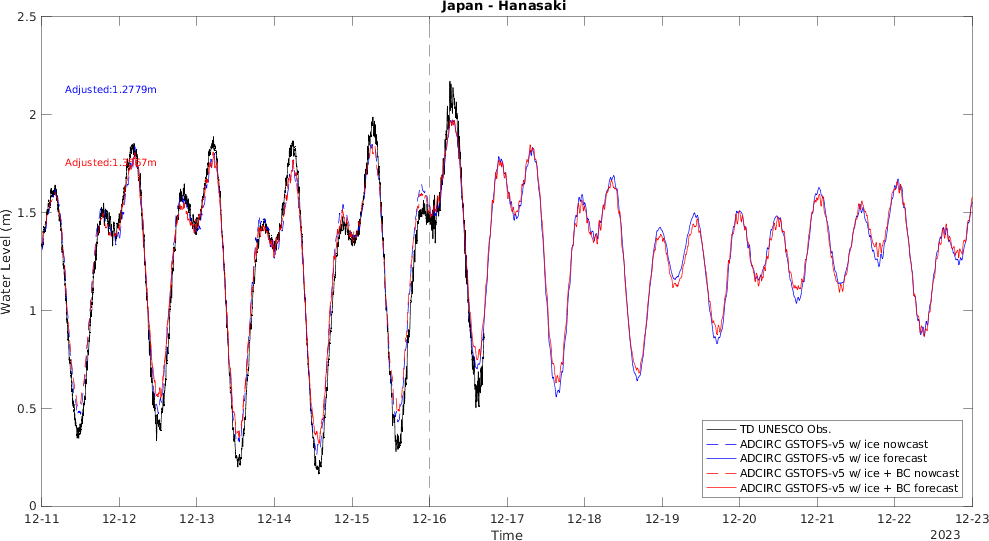 Japan - Hanasaki
2.5
2
1.5
1
0.5
0
Water Level (m)
Adjusted:1.2779m
TD UNESCO Obs.
ADCIRC GSTOFS-v5 w/ ice nowcast
ADCIRC GSTOFS-v5 w/ ice forecast
ADCIRC GSTOFS-v5 w/ ice + BC nowcast
ADCIRC GSTOFS-v5 w/ ice + BC forecast
12-11 12-12 12-13 12-14 12-15 12-16 12-17 12-18 12-19 12-20 12-21 12-22 12-23
Time
2023